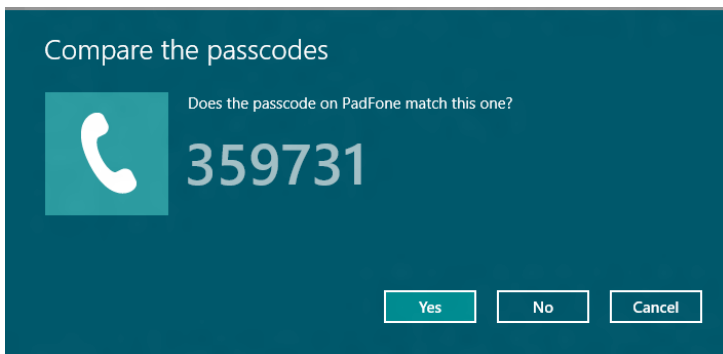 Compare the passcodes
Does the passcode on PadFone match this one?
359731
Yes No Cancel